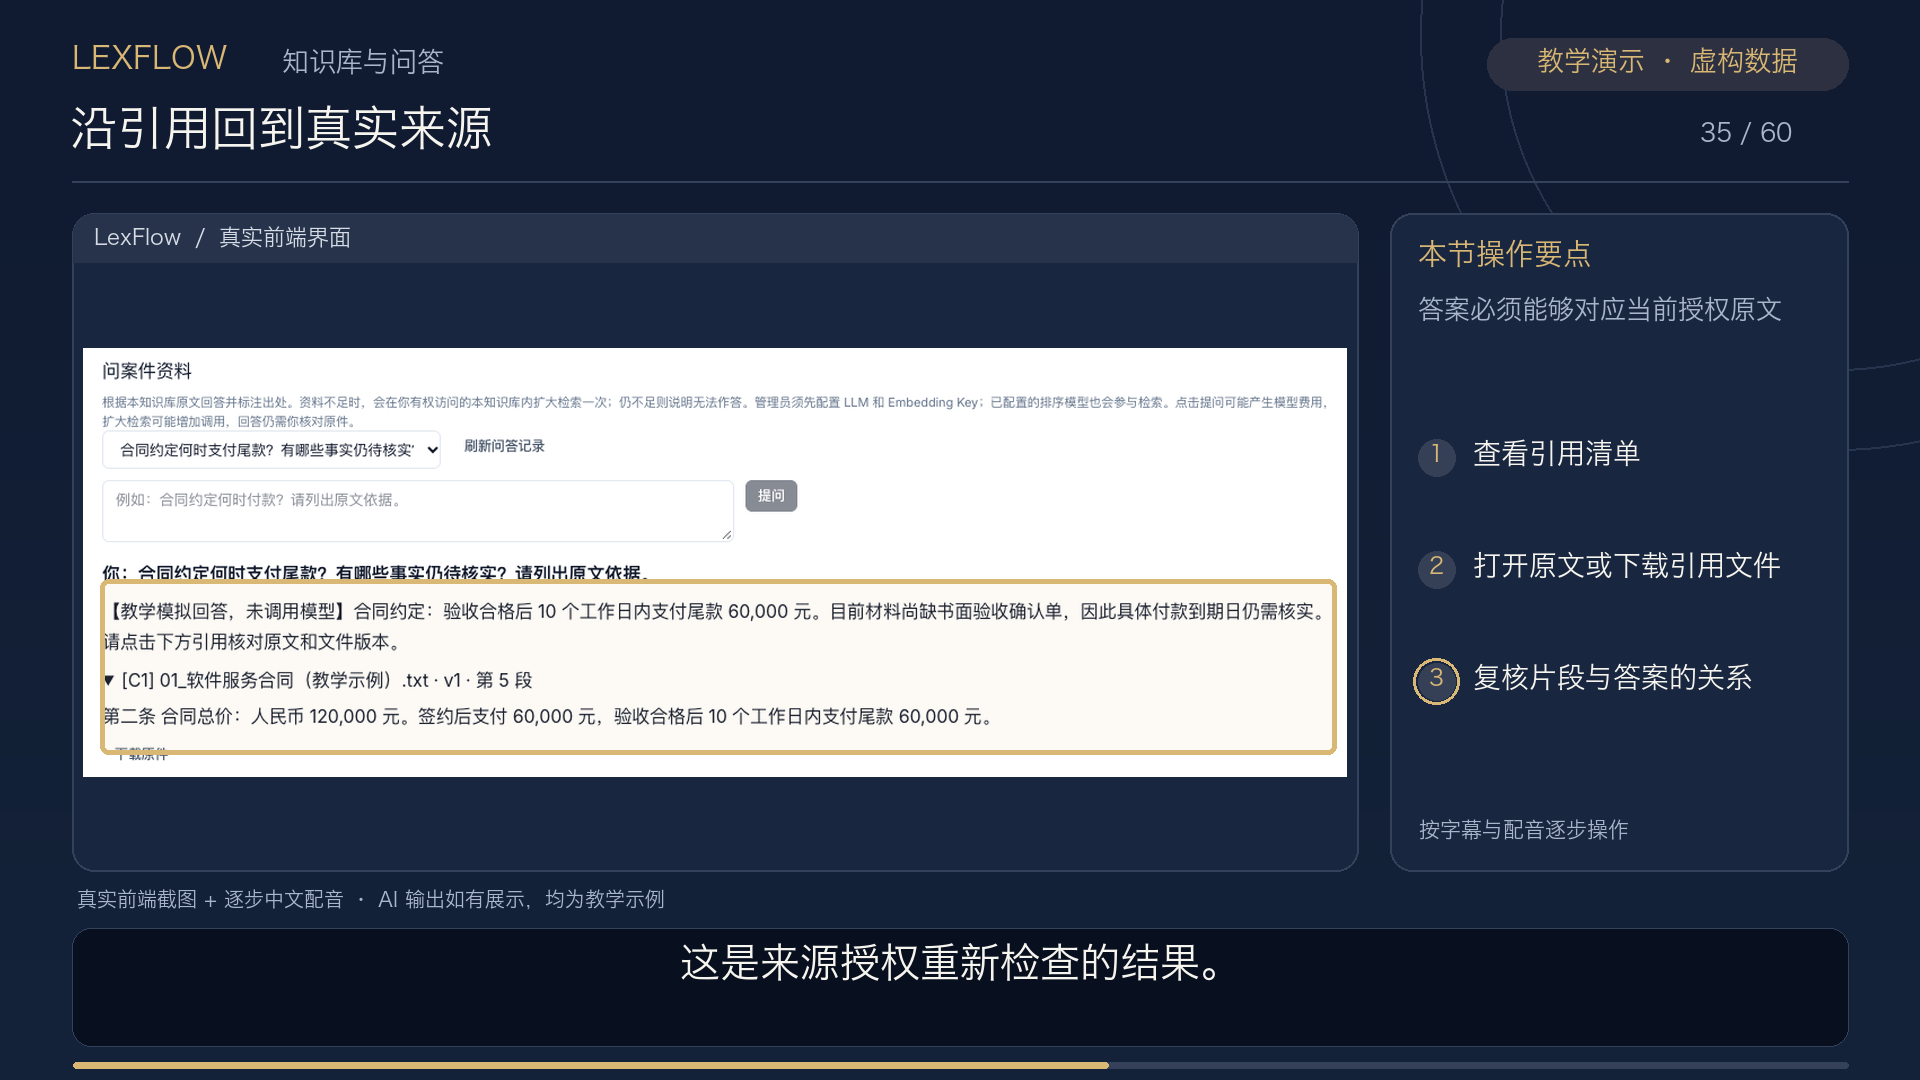 LEXFLOW 知识库与问答
教学演示 · 虚构数据
沿引用回到真实来源
35 / 60
LexFlow / 真实前端界面
问案件资料
根据本知识库原文回答并标注出处。资料不足时，会在你有权访问的本知识库内扩大检索一次；仍不足则说明无法作答。管理员须先配置 LLM 和 Embedding Key；已配置的排序模型也会参与检索。点击提问可能产生模型费用，
扩大检索可能增加调用，回答仍需你核对原件。
合同约定何时支付尾款？有哪些事实仍待核实？
刷新问答记录
例如：合同约定何时付款？请列出原文依据。
提问
你：合同约定何时支付尾款？有哪些事实仍待核实？请列出原文依据。
【教学模拟回答，未调用模型】合同约定：验收合格后 10 个工作日内支付尾款 60,000 元。目前材料尚缺书面验收确认单，因此具体付款到期日仍需核实。
请点击下方引用核对原文和文件版本。
▼ [C1] 01_软件服务合同（教学示例）.txt · v1 · 第 5 段
第二条 合同总价：人民币 120,000 元。签约后支付 60,000 元，验收合格后 10 个工作日内支付尾款 60,000 元。
下载原件
本节操作要点
答案必须能够对应当前授权原文
1 查看引用清单
2 打开原文或下载引用文件
3 复核片段与答案的关系
按字幕与配音逐步操作
真实前端截图 + 逐步中文配音 · AI 输出如有展示，均为教学示例
这是来源授权重新检查的结果。